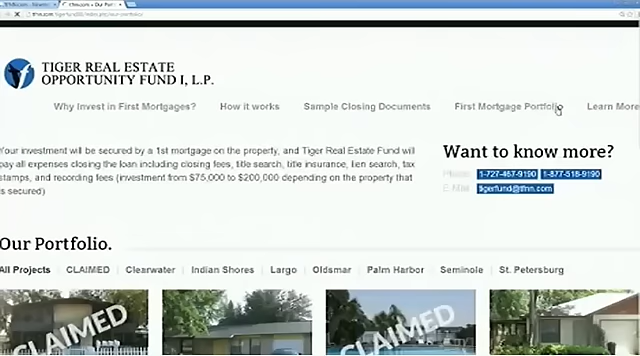 tfnn.com - Our Portf
TIGER REAL ESTATE
OPPORTUNITY FUND I, L.P.
Why Invest in First Mortgages? How it works Sample Closing Documents First Mortgage Portfolio Learn More
Your investment will be secured by a 1st mortgage on the property, and Tiger Real Estate Fund will
pay all expenses closing the loan including closing fees, title search, title insurance, lien search, tax
stamps, and recording fees (investment from $75,000 to $200,000 depending on the property that
is secured)
Want to know more?
Phone: 1-727-467-9190 1-877-518-9190
E-Mail: tigerfund@tfnn.com
Our Portfolio.
All Projects CLAIMED Clearwater Indian Shores Largo Oldsmar Palm Harbor Seminole St. Petersburg
CLAIMED
CLAIMED